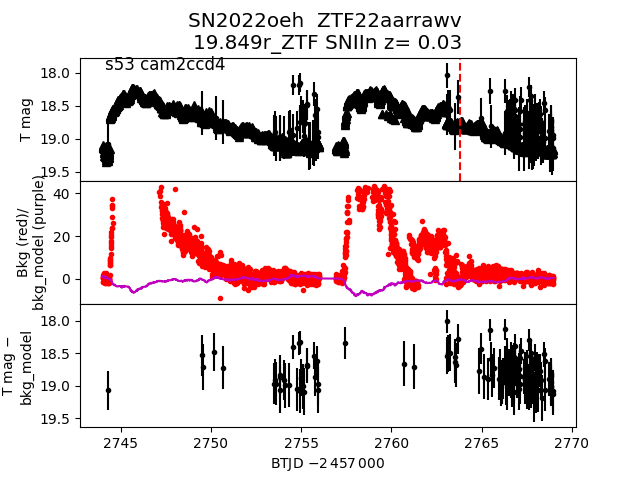 SN2022oeh  ZTF22aarrawv
19.849r_ZTF SNIIn z= 0.03
s53 cam2ccd4
18.0
18.5
19.0
19.5
T mag
40
20
0
Bkg (red)/
bkg_model (purple)
18.0
18.5
19.0
19.5
T mag −
bkg_model
2745 2750 2755 2760 2765 2770
BTJD −2 457 000